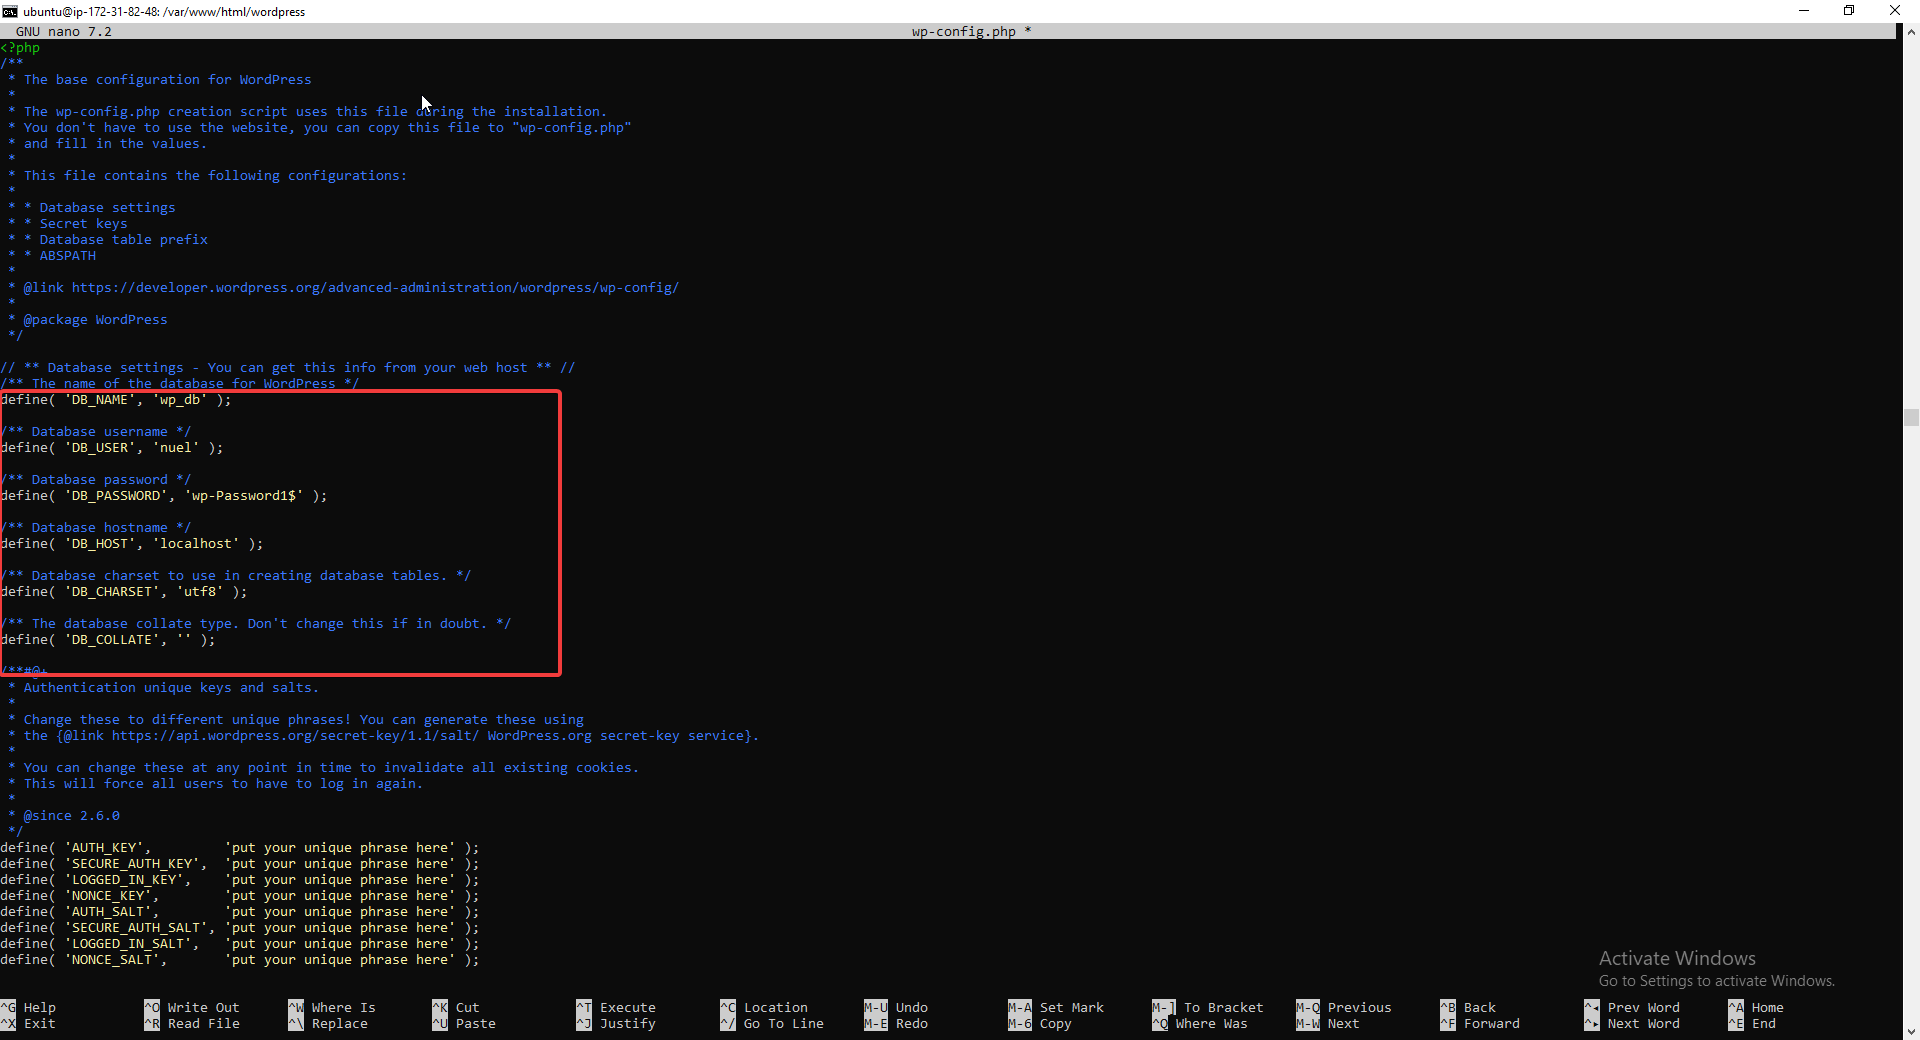 ubuntu@ip-172-31-82-48: /var/www/html/wordpress
GNU nano 7.2 wp-config.php *
<?php
/**
 * The base configuration for WordPress
 *
 * The wp-config.php creation script uses this file during the installation.
 * You don't have to use the website, you can copy this file to "wp-config.php"
 * and fill in the values.
 *
 * This file contains the following configurations:
 *
 * * Database settings
 * * Secret keys
 * * Database table prefix
 * * ABSPATH
 *
 * @link https://developer.wordpress.org/advanced-administration/wordpress/wp-config/
 *
 * @package WordPress
 */
// ** Database settings - You can get this info from your web host ** //
/** The name of the database for WordPress */
define( 'DB_NAME', 'wp_db' );
/** Database username */
define( 'DB_USER', 'nuel' );
/** Database password */
define( 'DB_PASSWORD', 'wp-Password1$' );
/** Database hostname */
define( 'DB_HOST', 'localhost' );
/** Database charset to use in creating database tables. */
define( 'DB_CHARSET', 'utf8' );
/** The database collate type. Don't change this if in doubt. */
define( 'DB_COLLATE', '' );
/**#@+
 * Authentication unique keys and salts.
 *
 * Change these to different unique phrases! You can generate these using
 * the {@link https://api.wordpress.org/secret-key/1.1/salt/ WordPress.org secret-key service}.
 *
 * You can change these at any point in time to invalidate all existing cookies.
 * This will force all users to have to log in again.
 *
 * @since 2.6.0
 */
define( 'AUTH_KEY',         'put your unique phrase here' );
define( 'SECURE_AUTH_KEY',  'put your unique phrase here' );
define( 'LOGGED_IN_KEY',    'put your unique phrase here' );
define( 'NONCE_KEY',        'put your unique phrase here' );
define( 'AUTH_SALT',        'put your unique phrase here' );
define( 'SECURE_AUTH_SALT', 'put your unique phrase here' );
define( 'LOGGED_IN_SALT',   'put your unique phrase here' );
define( 'NONCE_SALT',       'put your unique phrase here' );
Activate Windows
Go to Settings to activate Windows.
^G Help ^O Write Out ^W Where Is ^K Cut ^T Execute ^C Location M-U Undo M-A Set Mark M-] To Bracket M-Q Previous ^B Back ^◂ Prev Word ^A Home
^X Exit ^R Read File ^\ Replace ^U Paste ^J Justify ^/ Go To Line M-E Redo M-6 Copy ^Q Where Was M-W Next ^F Forward ^▸ Next Word ^E End